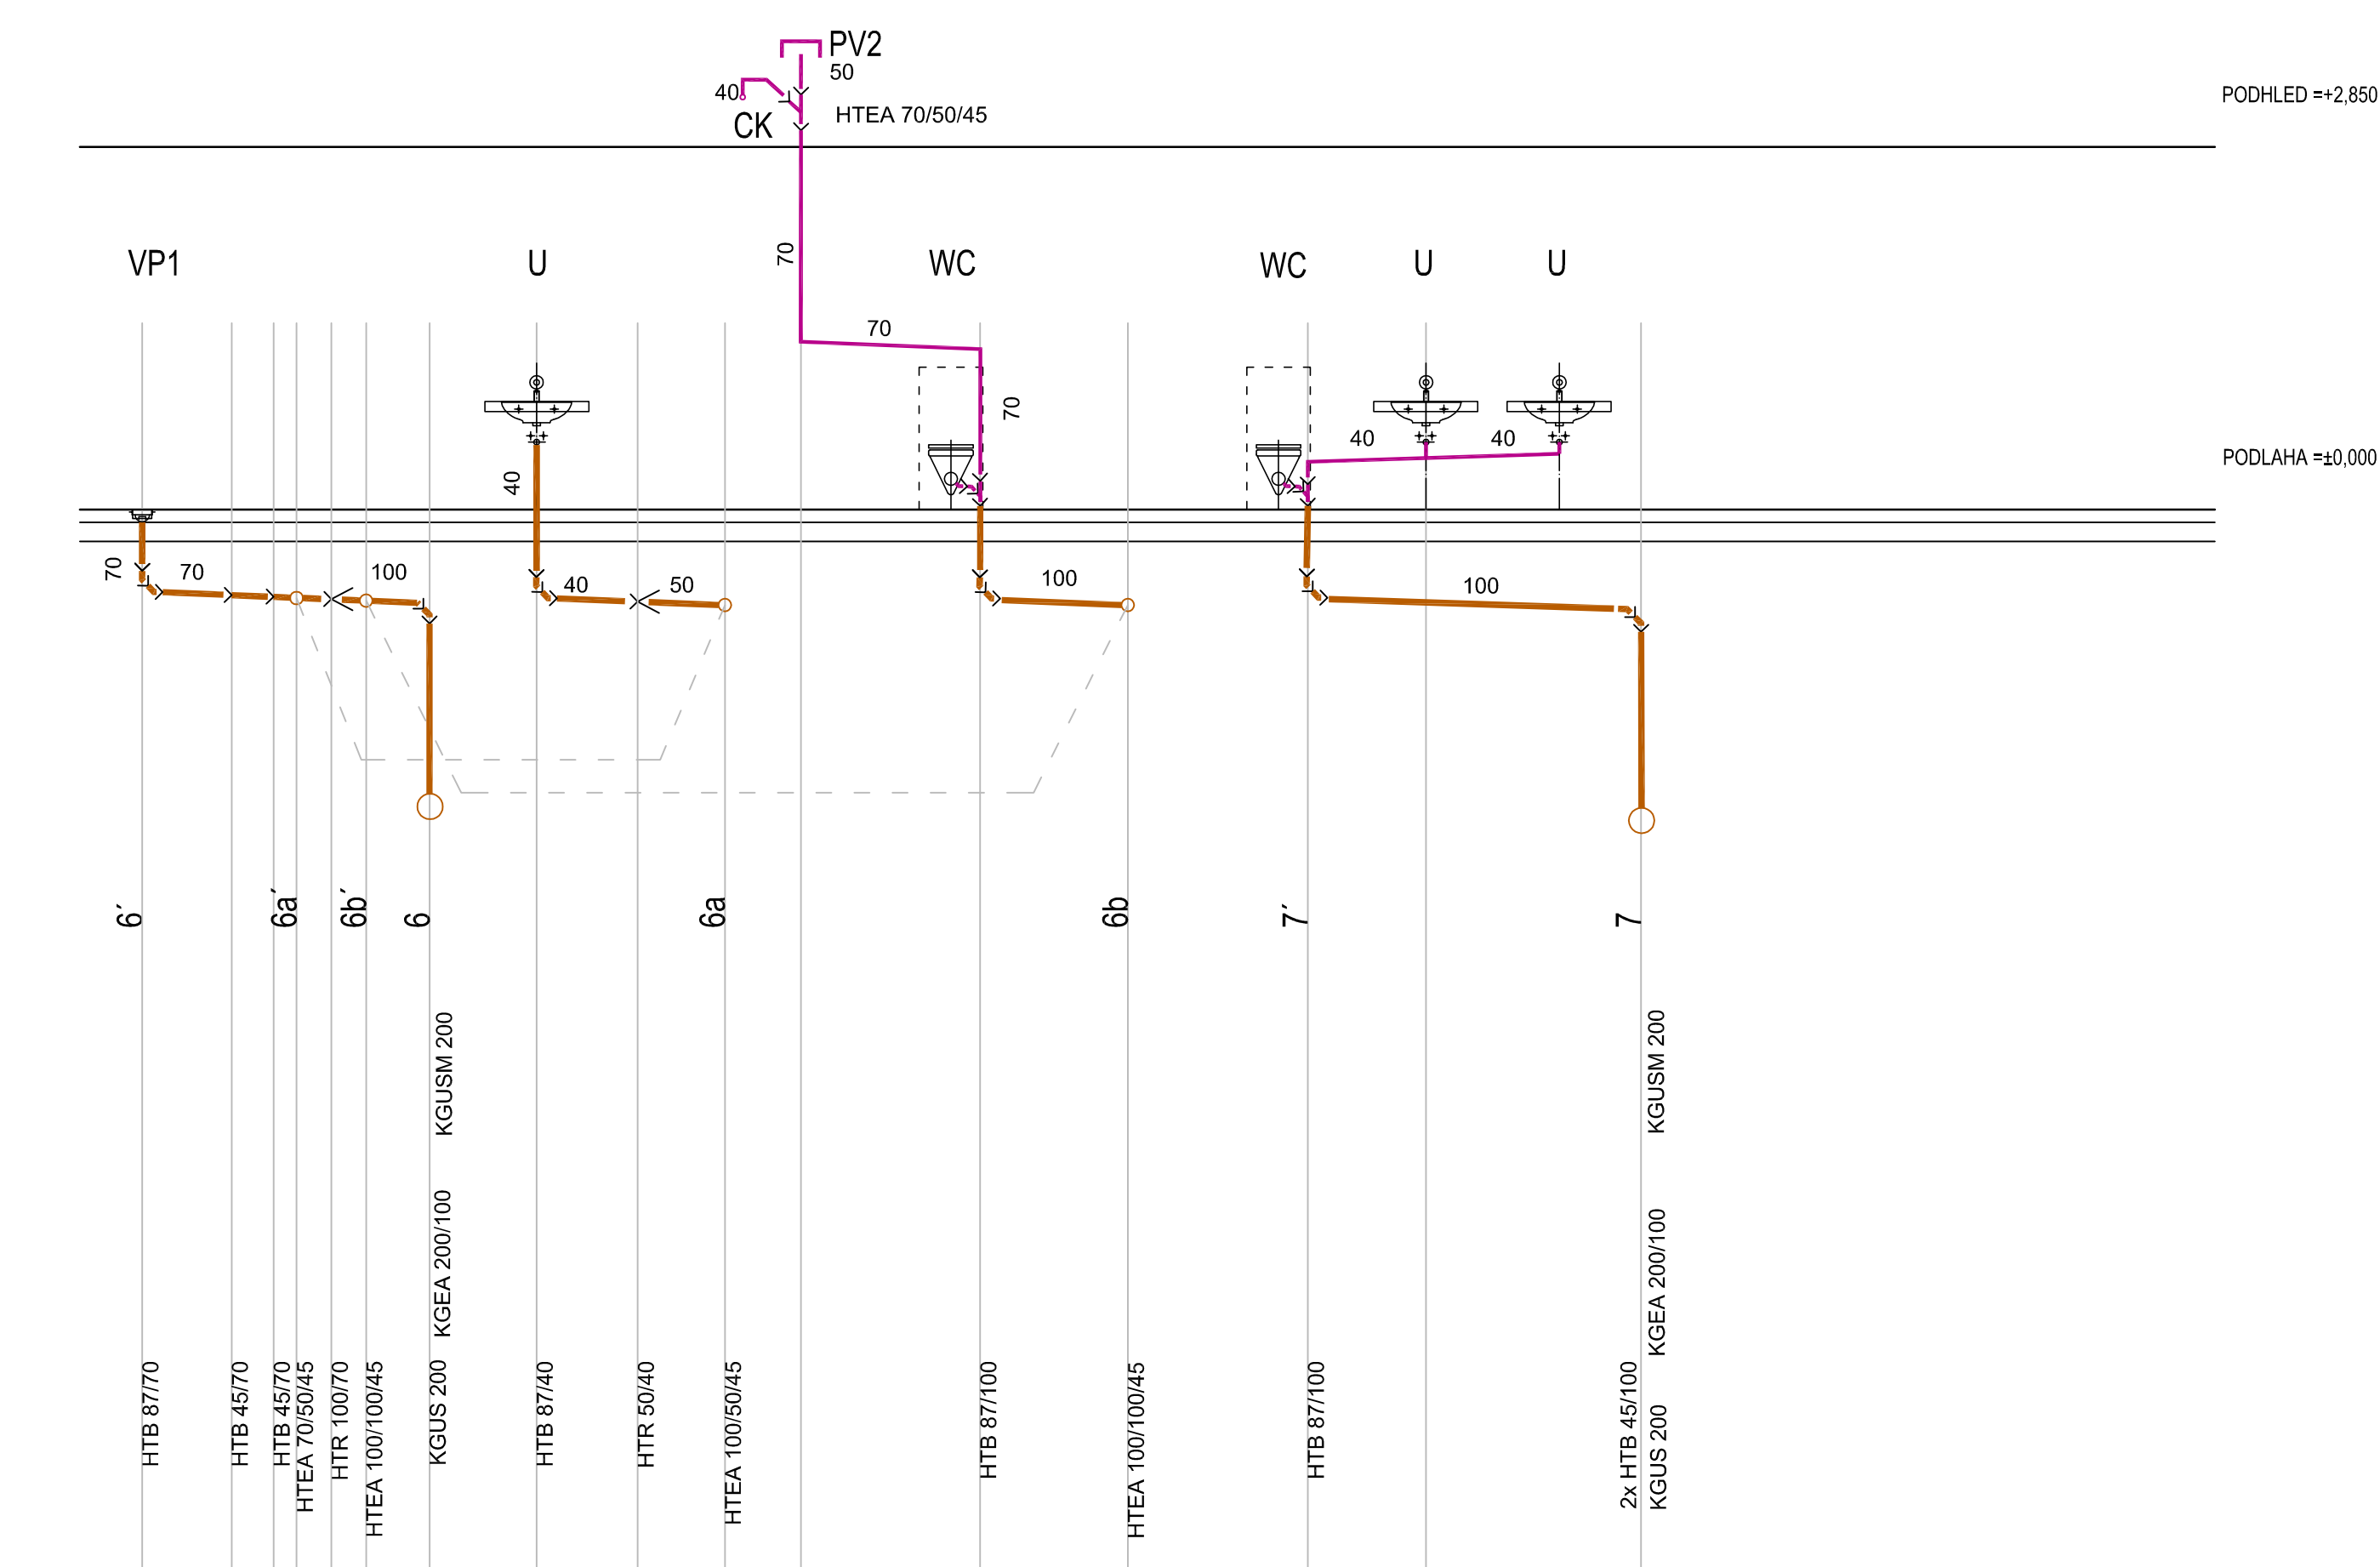 PV2
50
40
CK
HTEA 70/50/45
PODHLED =+2,850
VP1
U
70
WC
WC
U
U
70
70
40
40
40
PODLAHA =±0,000
70
70
100
40
50
100
100
6´
6a´
6b´
6
6a
6b
7´
7
KGUSM 200
KGUSM 200
KGEA 200/100
KGEA 200/100
HTB 87/70
HTB 45/70
HTB 45/70
HTEA 70/50/45
HTR 100/70
HTEA 100/100/45
KGUS 200
HTB 87/40
HTR 50/40
HTEA 100/50/45
HTB 87/100
HTEA 100/100/45
HTB 87/100
2x HTB 45/100
KGUS 200